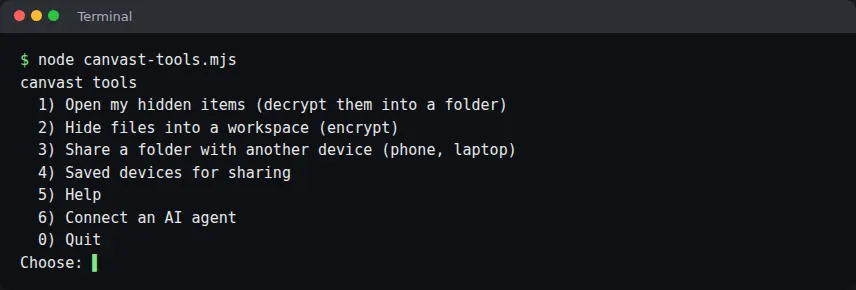 Terminal
$ node canvast-tools.mjs
canvast tools
1) Open my hidden items (decrypt them into a folder)
2) Hide files into a workspace (encrypt)
3) Share a folder with another device (phone, laptop)
4) Saved devices for sharing
5) Help
6) Connect an AI agent
0) Quit
Choose: